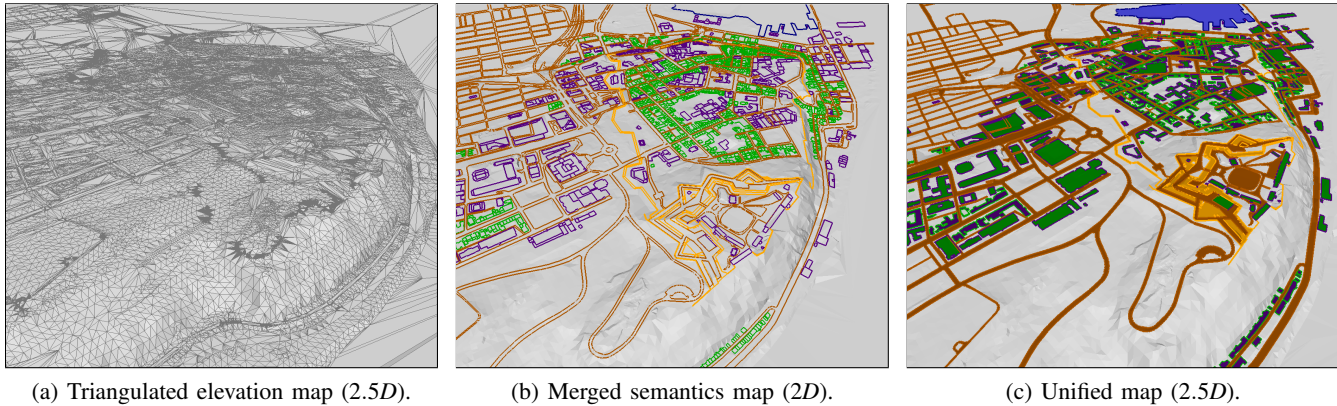 (a) Triangulated elevation map (2.5D).
(b) Merged semantics map (2D).
(c) Unified map (2.5D).